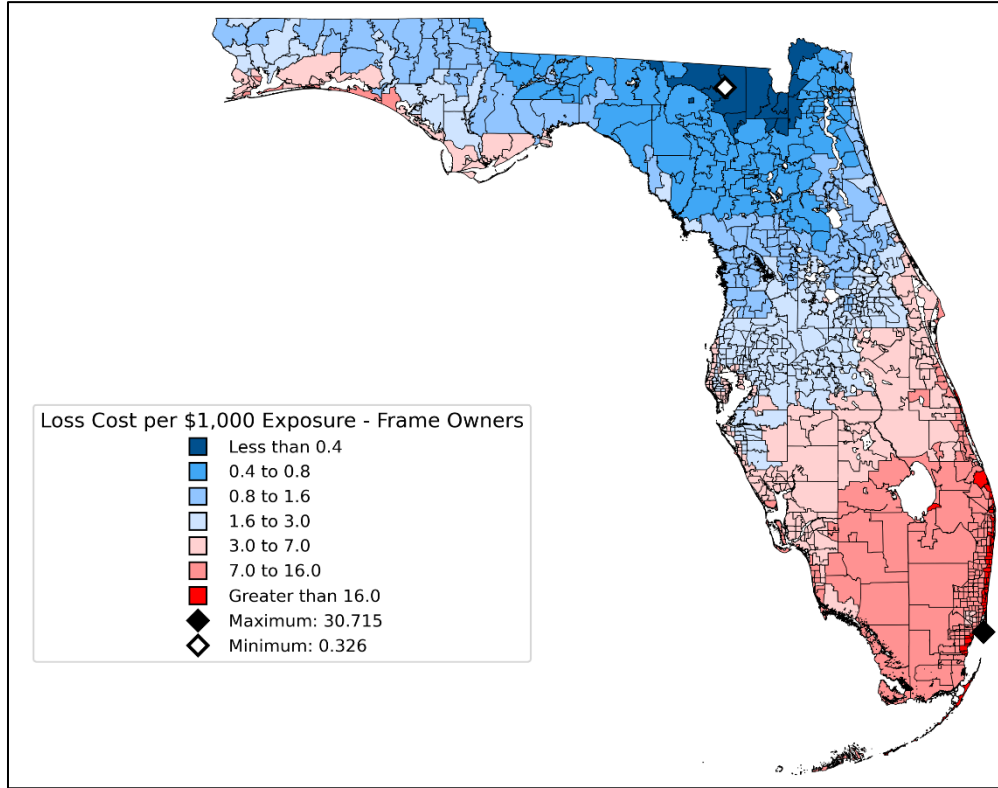 Loss Cost per $1,000 Exposure - Frame Owners
Less than 0.4
0.4 to 0.8
0.8 to 1.6
1.6 to 3.0
3.0 to 7.0
7.0 to 16.0
Greater than 16.0
Maximum: 30.715
Minimum: 0.326